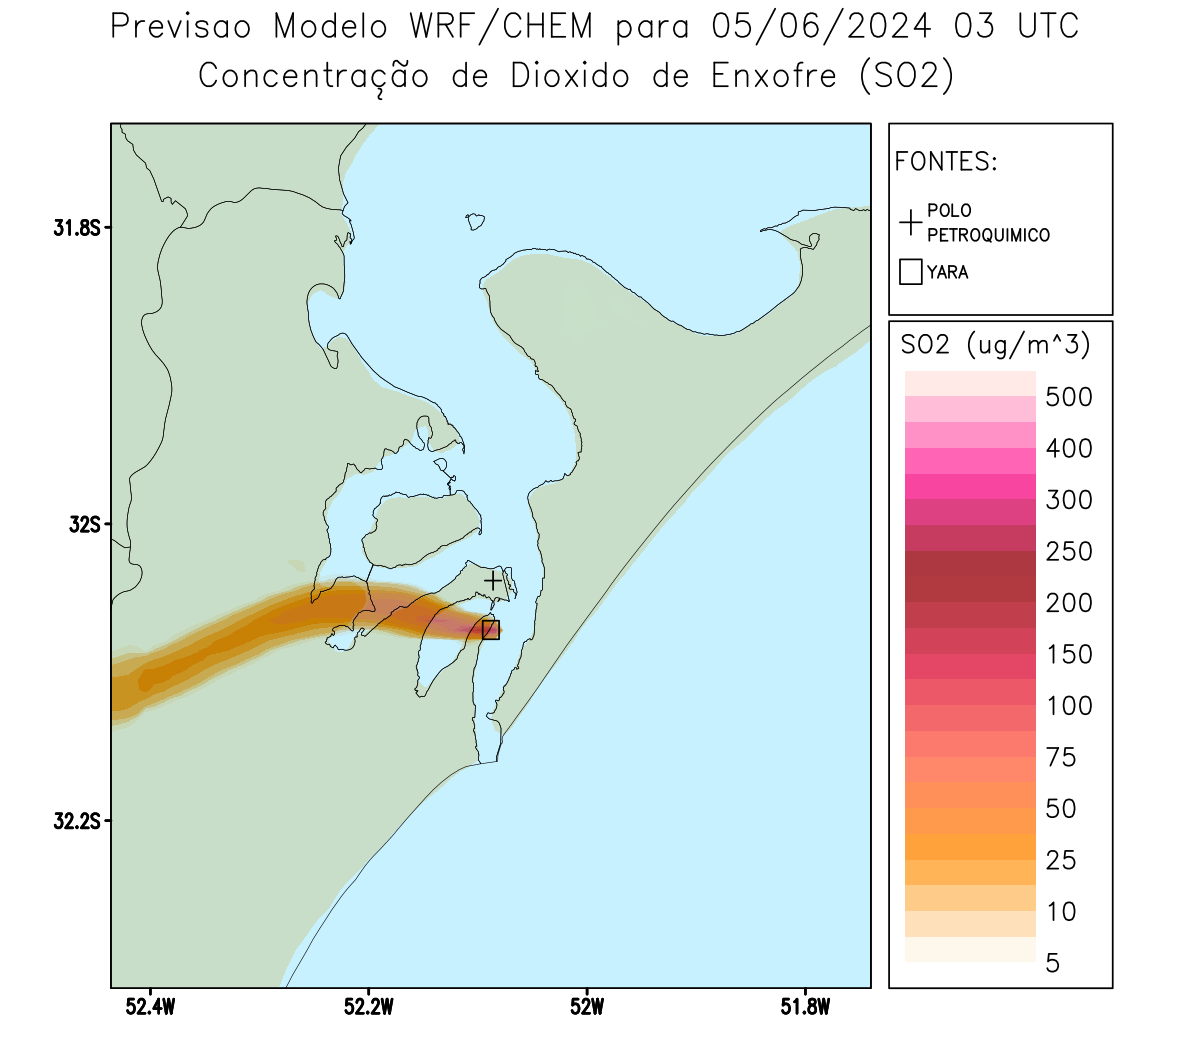 Previsao Modelo WRF/CHEM para 05/06/2024 03 UTC
Concentração de Dioxido de Enxofre (SO2)
FONTES:
POLO
PETROQUIMICO
YARA
31.8S
32S
32.2S
52.4W
52.2W
52W
51.8W
SO2 (ug/m^3)
500
400
300
250
200
150
100
75
50
25
10
5